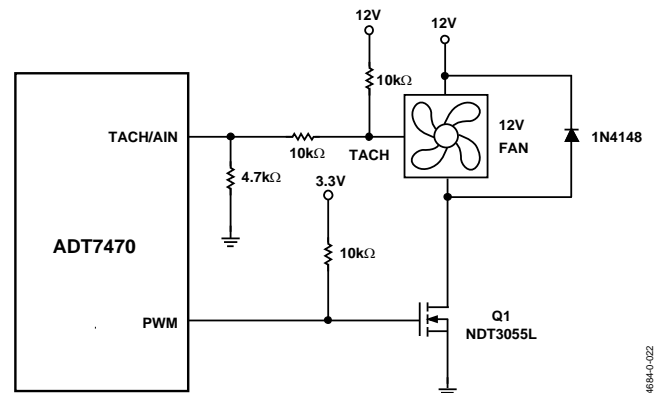 12V
12V
10kΩ
TACH/AIN
10kΩ
TACH
12V
FAN
1N4148
4.7kΩ
3.3V
10kΩ
ADT7470
PWM
Q1
NDT3055L
4684-0-022